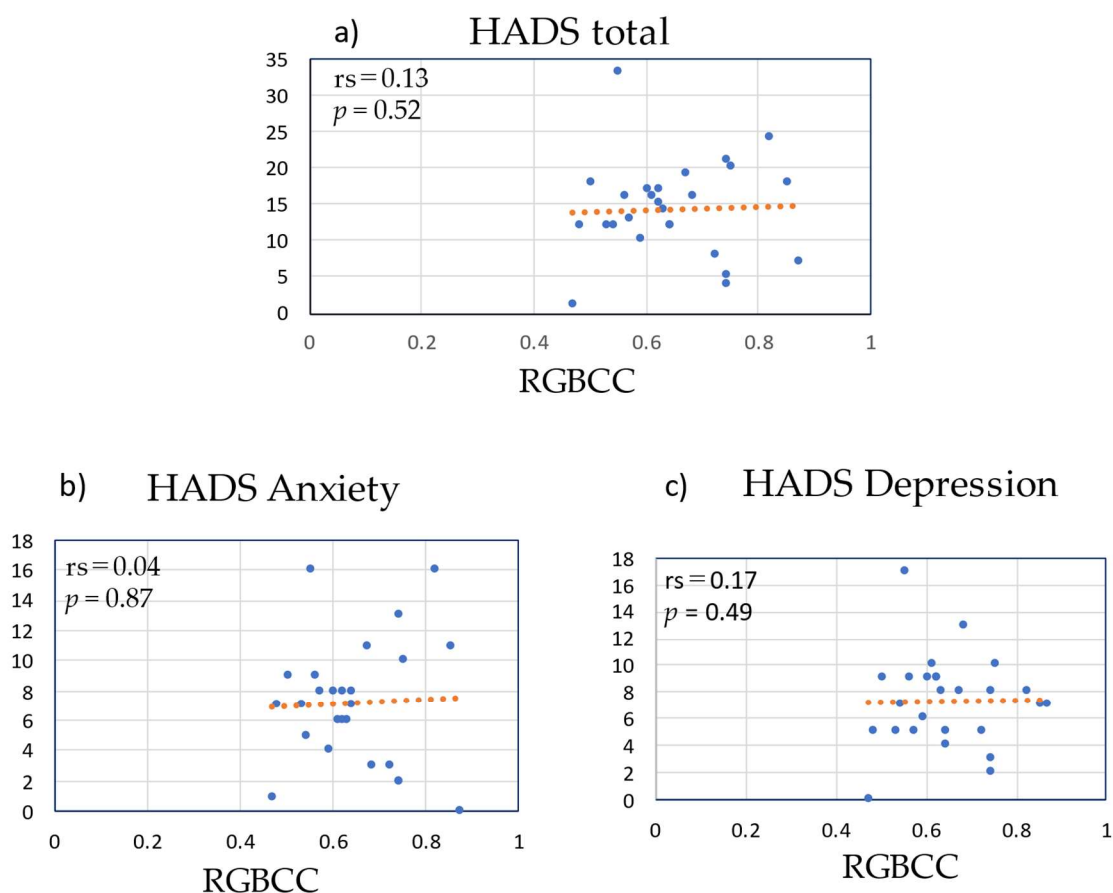 a) HADS total
rs = 0.13
p = 0.52
35
30
25
20
15
10
5
0
0 0.2 0.4 0.6 0.8 1
RGBCC
b) HADS Anxiety
rs = 0.04
p = 0.87
18
16
14
12
10
8
6
4
2
0
0 0.2 0.4 0.6 0.8 1
RGBCC
c) HADS Depression
rs = 0.17
p = 0.49
18
16
14
12
10
8
6
4
2
0
0 0.2 0.4 0.6 0.8 1
RGBCC